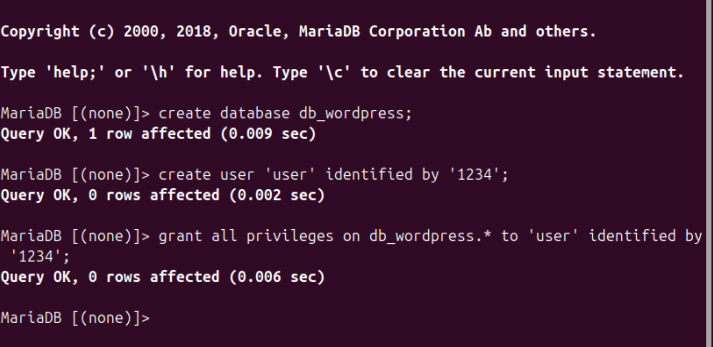 Copyright (c) 2000, 2018, Oracle, MariaDB Corporation Ab and others.
Type 'help;' or '\h' for help. Type '\c' to clear the current input statement.
MariaDB [(none)]> create database db_wordpress;
Query OK, 1 row affected (0.009 sec)
MariaDB [(none)]> create user 'user' identified by '1234';
Query OK, 0 rows affected (0.002 sec)
MariaDB [(none)]> grant all privileges on db_wordpress.* to 'user' identified by
 '1234';
Query OK, 0 rows affected (0.006 sec)
MariaDB [(none)]>